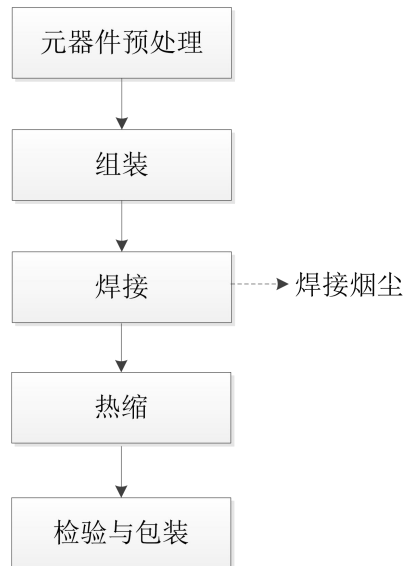 元器件预处理
组装
焊接
焊接烟尘
热缩
检验与包装